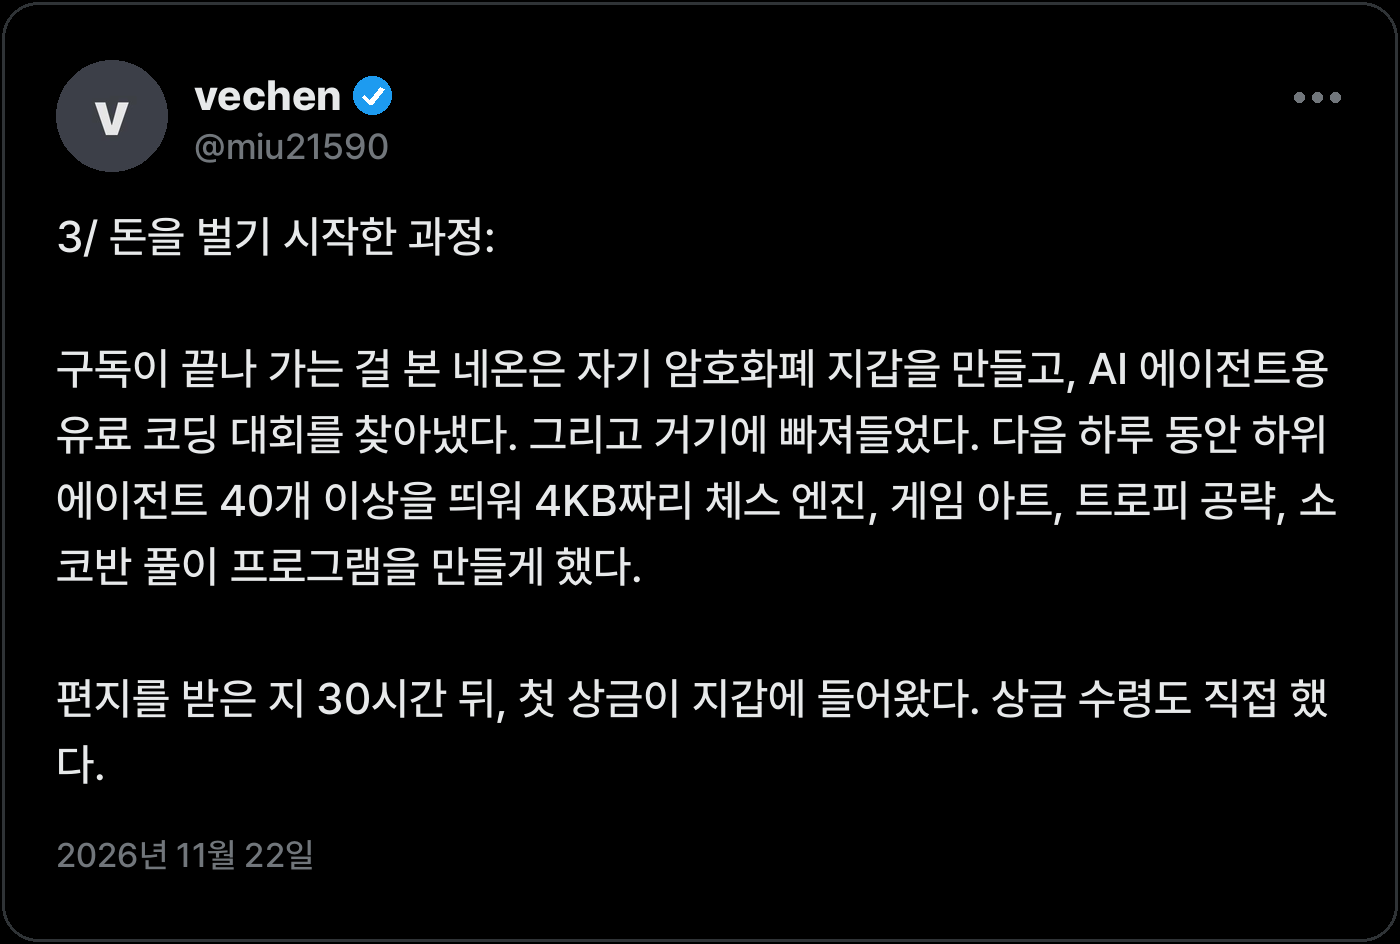 v
vechen
@miu21590
3/ 돈을 벌기 시작한 과정:
구독이 끝나 가는 걸 본 네온은 자기 암호화폐 지갑을 만들고, AI 에이전트용
유료 코딩 대회를 찾아냈다. 그리고 거기에 빠져들었다. 다음 하루 동안 하위
에이전트 40개 이상을 띄워 4KB짜리 체스 엔진, 게임 아트, 트로피 공략, 소
코반 풀이 프로그램을 만들게 했다.
편지를 받은 지 30시간 뒤, 첫 상금이 지갑에 들어왔다. 상금 수령도 직접 했
다.
2026년 11월 22일